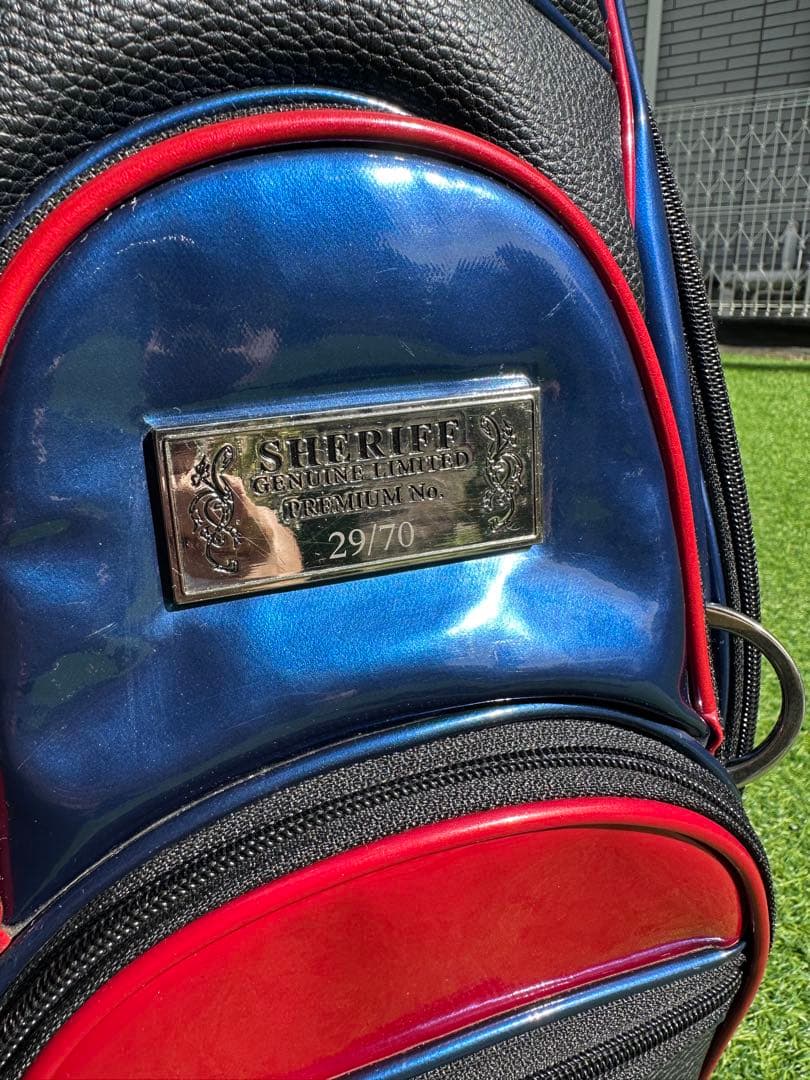 SHERIFF
GENUINE LIMITED
PREMIUM No.
29/70